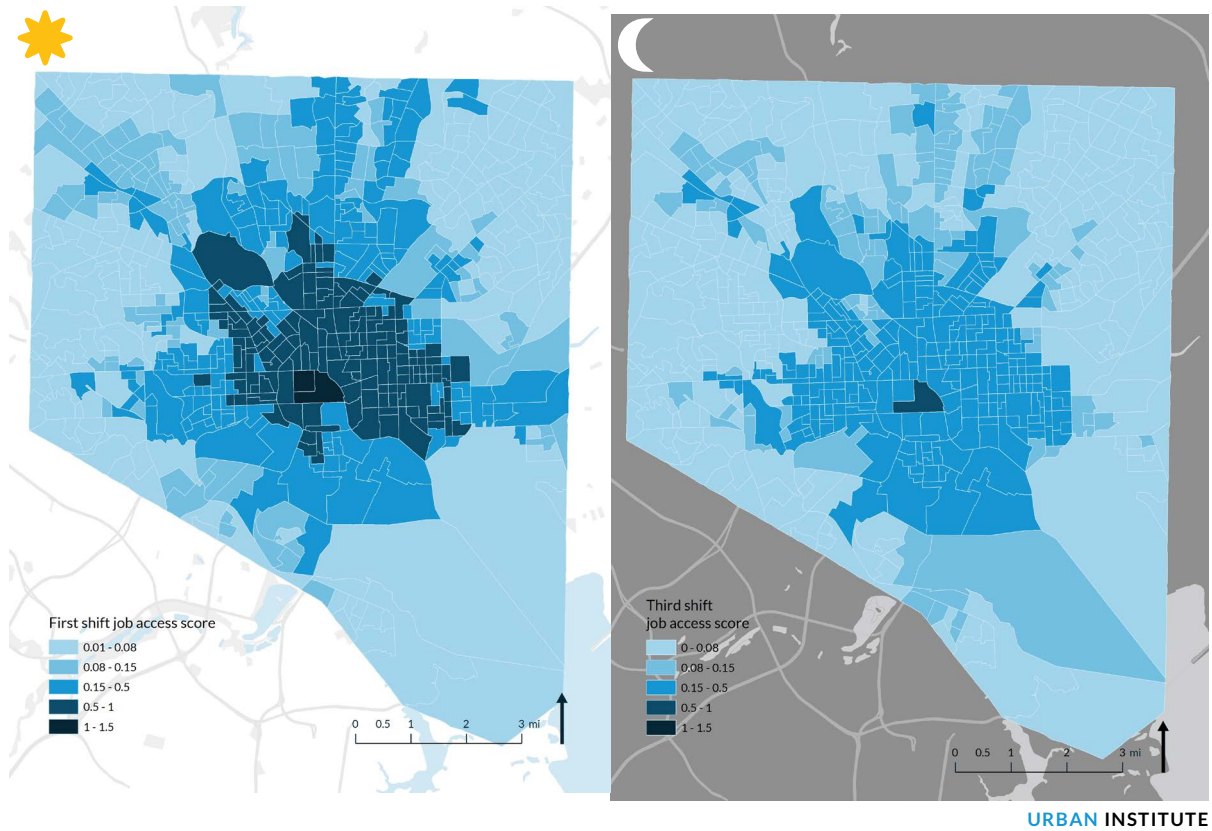 First shift job access score
0.01 - 0.08
0.08 - 0.15
0.15 - 0.5
0.5 - 1
1 - 1.5
0 0.5 1 2 3 mi
Third shift
job access score
0 - 0.08
0.08 - 0.15
0.15 - 0.5
0.5 - 1
1 - 1.5
0 0.5 1 2 3 mi
URBAN INSTITUTE